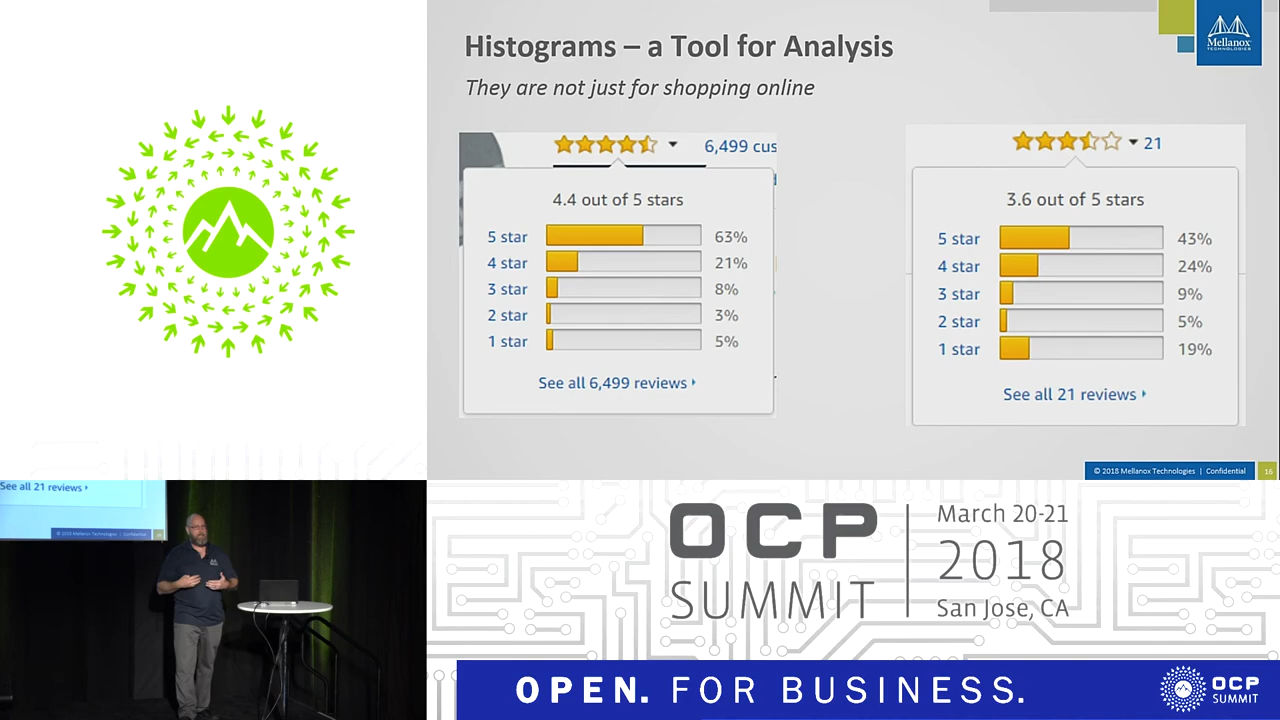 Histograms – a Tool for Analysis
They are not just for shopping online
Mellanox
TECHNOLOGIES
6,499 cus
4.4 out of 5 stars
5 star 63%
4 star 21%
3 star 8%
2 star 3%
1 star 5%
See all 6,499 reviews
21
3.6 out of 5 stars
5 star 43%
4 star 24%
3 star 9%
2 star 5%
1 star 19%
See all 21 reviews
© 2018 Mellanox Technologies | Confidential 16
See all 21 reviews
© 2018 Mellanox Technologies | Confidential
OCP
SUMMIT
March 20-21
2018
San Jose, CA
OPEN. FOR BUSINESS.
OCP
SUMMIT